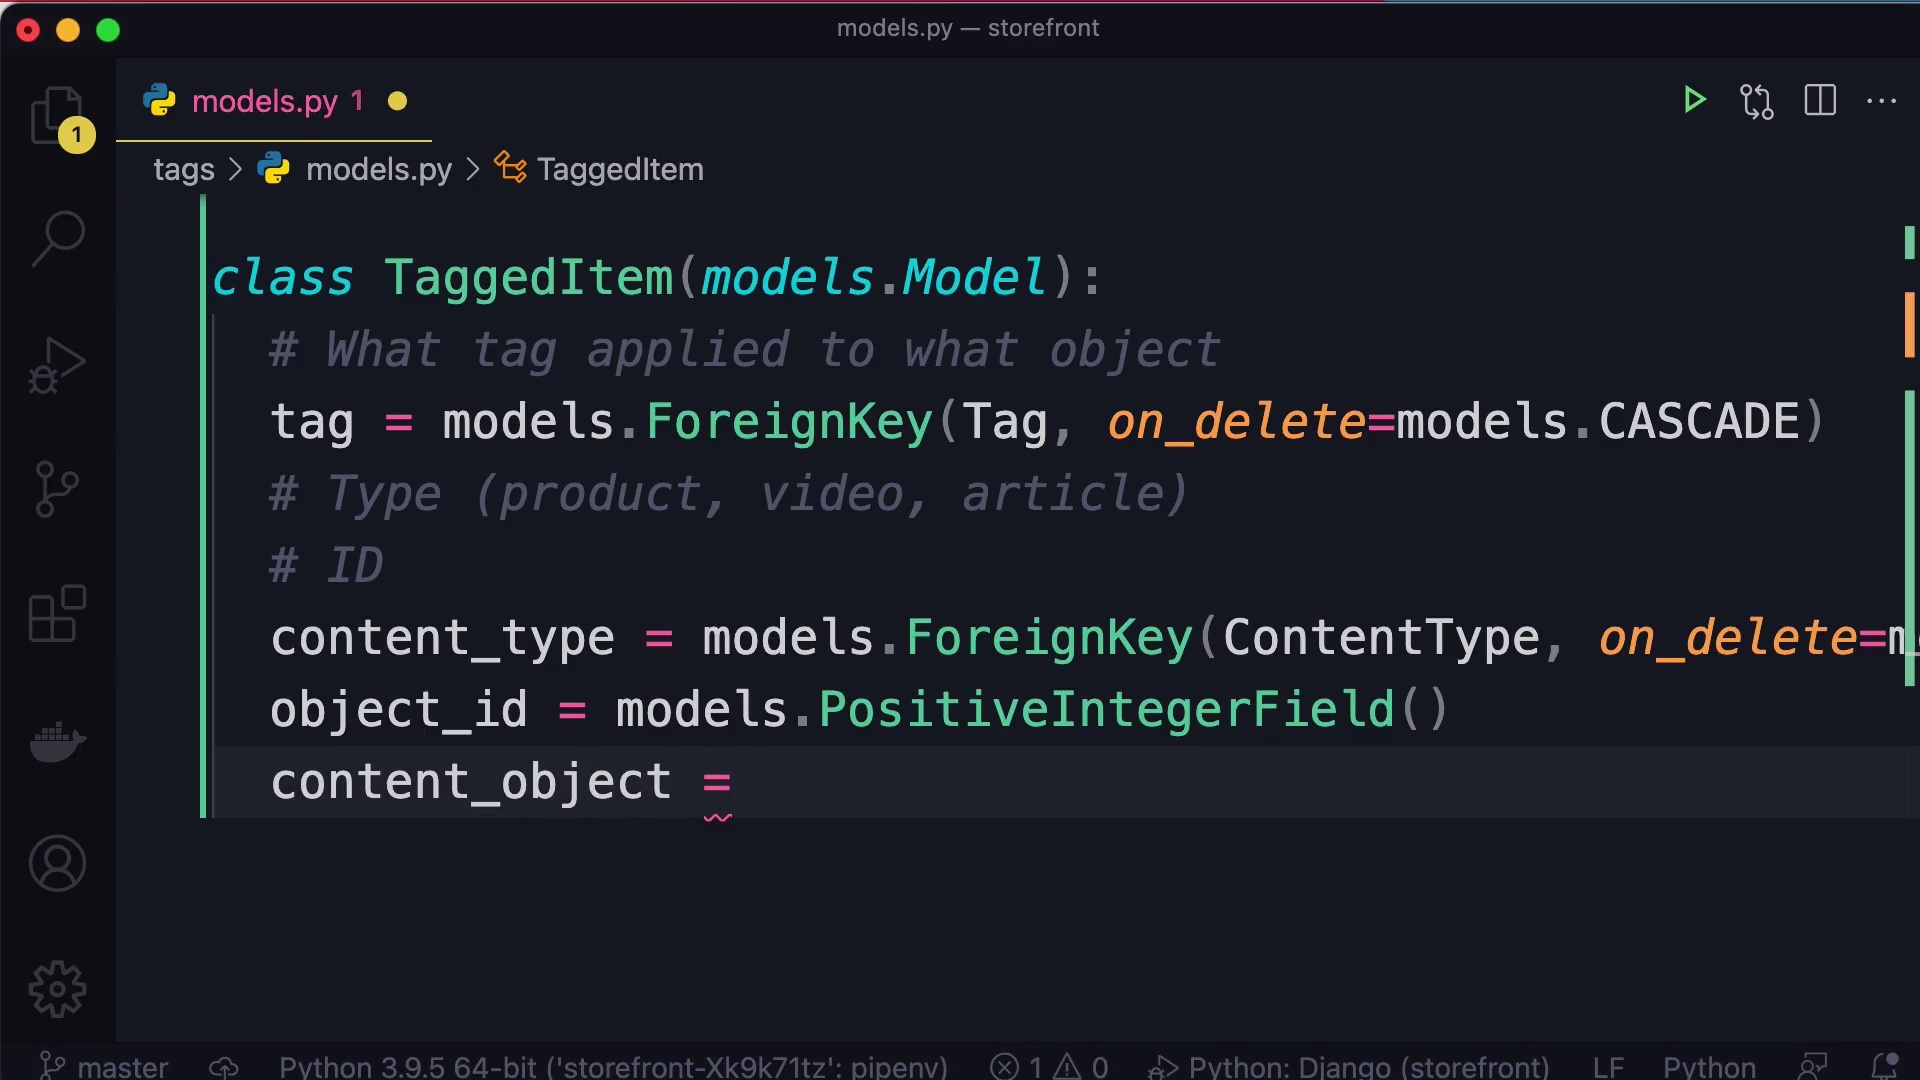 models.py — storefront
models.py 1
1
tags > models.py > TaggedItem
class TaggedItem(models.Model):
# What tag applied to what object
tag = models.ForeignKey(Tag, on_delete=models.CASCADE)
# Type (product, video, article)
# ID
content_type = models.ForeignKey(ContentType, on_delete=m
object_id = models.PositiveIntegerField()
content_object =
master Python 3.9.5 64-bit ('storefront-Xk9k71tz': pipenv) 1 0 Python: Django (storefront) LF Python